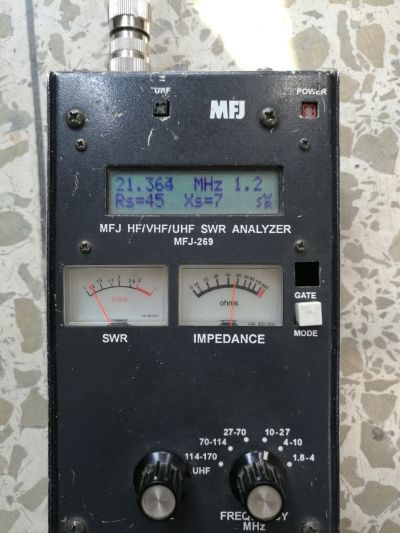 UHF
MFJ
POWER
21.364 MHz 1.2
Rs=45 Xs=7 SWR
MFJ HF/VHF/UHF SWR ANALYZER
MFJ-269
SWR
ohms
GATE
MODE
SWR
IMPEDANCE
27-70
10-27
70-114
4-10
114-170
1.8-4
UHF
FREQUENCY
MHz